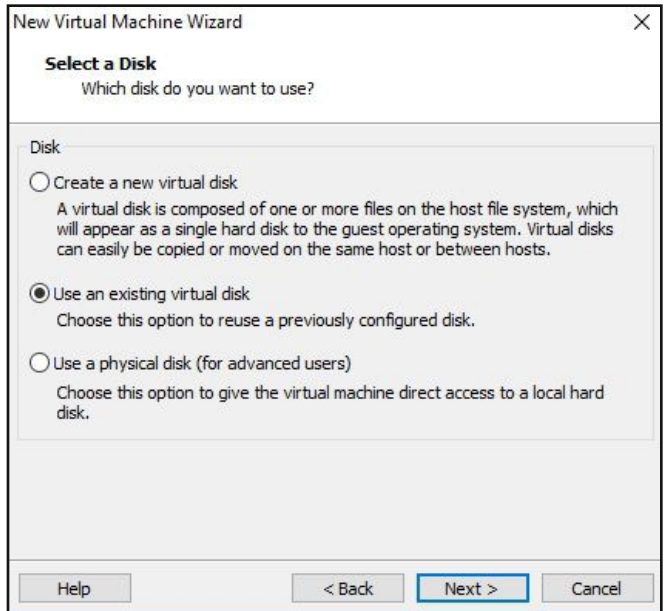 New Virtual Machine Wizard
Select a Disk
Which disk do you want to use?
Disk
Create a new virtual disk
A virtual disk is composed of one or more files on the host file system, which
will appear as a single hard disk to the guest operating system. Virtual disks
can easily be copied or moved on the same host or between hosts.
Use an existing virtual disk
Choose this option to reuse a previously configured disk.
Use a physical disk (for advanced users)
Choose this option to give the virtual machine direct access to a local hard
disk.
Help
< Back
Next >
Cancel